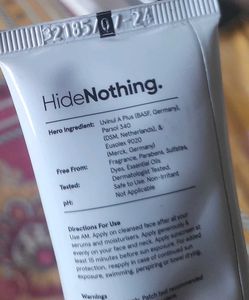 3218507-24
HideNothing.
Hero Ingredient: Uvinul A Plus (BASF, Germany),
Parsol 340
(DSM, Netherlands), &
Eusolex 9020
(Merck, Germany)
Free From: Fragrance, Parabens, Sulfates,
Dyes, Essential Oils
Tested: Dermatologist Tested.
Safe to Use. Non-Irritant
pH: Not Applicable
Directions For Use
Use AM. Apply on cleansed face after all your
serums and moisturisers. Apply generously &
evenly on your face and neck. Apply sunscreen at
least 15 minutes before sun exposure. For added
protection, reapply in case of continued sun
exposure, swimming, perspiring or towel drying.
Warnings
Patch test recommended